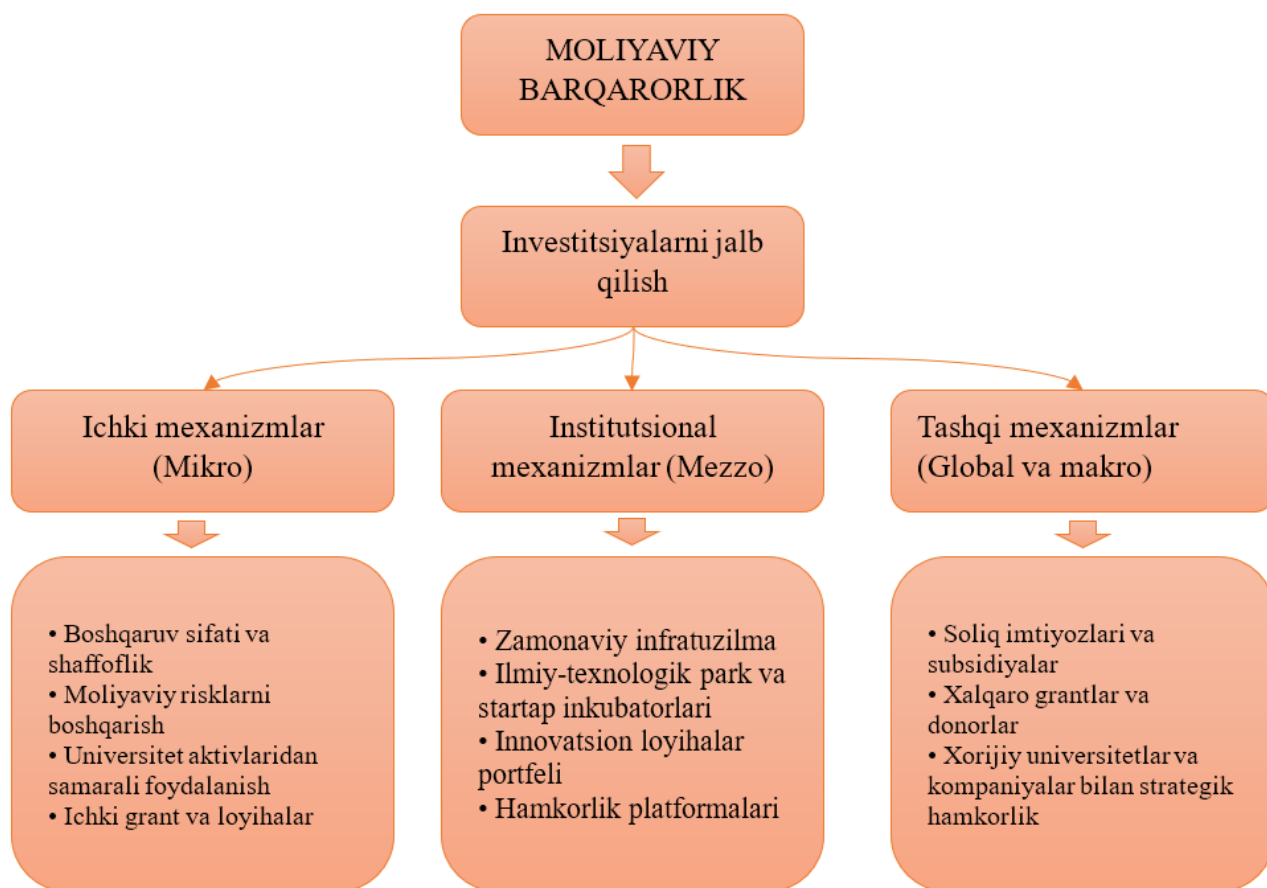 MOLIYAVIY
BARQARORLIK
Investitsiyalarni jalb
qilish
Ichki mexanizmlar
(Mikro)
Institutsional
mexanizmlar (Mezzo)
Tashqi mexanizmlar
(Global va makro)
• Boshqaruv sifati va
shaffoflik
• Moliyaviy risklarni
boshqarish
• Universitet aktivlaridan
samarali foydalanish
• Ichki grant va loyihalar
• Zamonaviy infratuzilma
• Ilmiy-texnologik park va
startap inkubatorlari
• Innovatsion loyihalar
portfeli
• Hamkorlik platformalari
• Soliq imtiyozlari va
subsidiyalar
• Xalqaro grantlar va
donorlar
• Xorijiy universitetlar va
kompaniyalar bilan strategik
hamkorlik